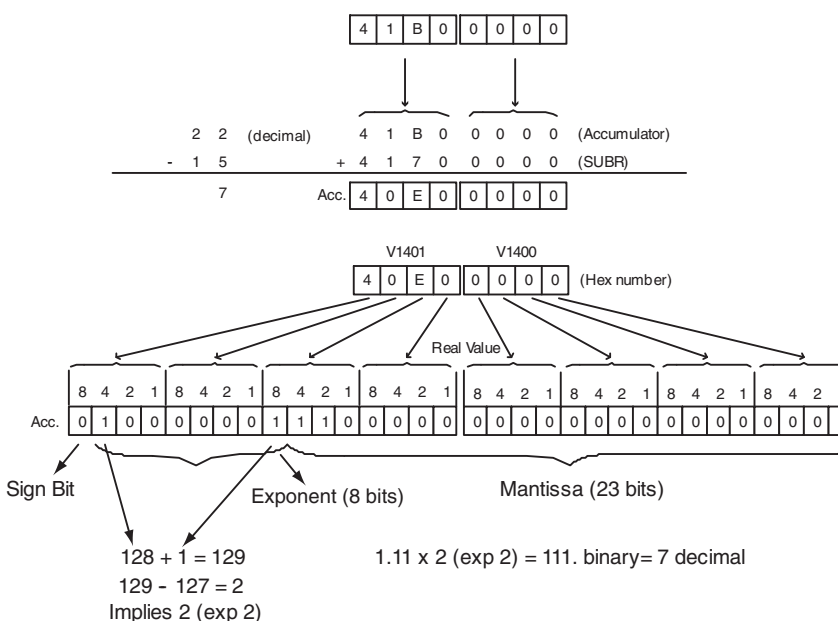 4 1 B 0 0 0 0 0
2 2 (decimal) 4 1 B 0 0 0 0 0 (Accumulator)
- 1 5 + 4 1 7 0 0 0 0 0 (SUBR)
7 Acc. 4 0 E 0 0 0 0 0
V1401 V1400
4 0 E 0 0 0 0 0 (Hex number)
Real Value
8 4 2 1 8 4 2 1 8 4 2 1 8 4 2 1 8 4 2 1 8 4 2 1 8 4 2 1 8 4 2
Acc. 0 1 0 0 0 0 0 0 1 1 1 0 0 0 0 0 0 0 0 0 0 0 0 0 0 0 0 0 0 0 0
Sign Bit Exponent (8 bits) Mantissa (23 bits)
128 + 1 = 129 1.11 x 2 (exp 2) = 111. binary= 7 decimal
129 - 127 = 2
Implies 2 (exp 2)